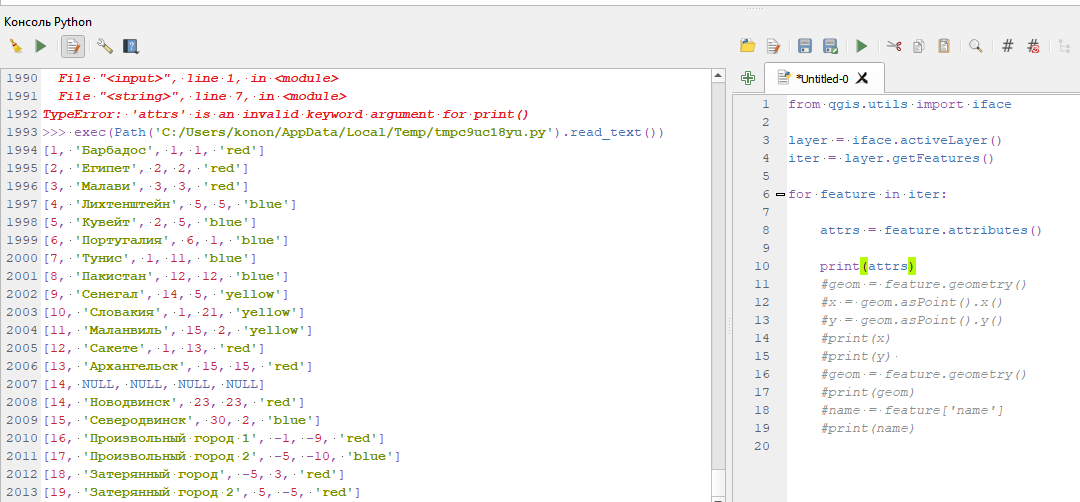 Консоль Python
1990 File "<input>", line 1, in <module>
1991 File "<string>", line 7, in <module>
1992 TypeError: 'attrs' is an invalid keyword argument for print()
1993 >>> exec(Path('C:/Users/konon/AppData/Local/Temp/tmpc9uc18yu.py').read_text())
1994 [1, 'Барбадос', 1, 1, 'red']
1995 [2, 'Египет', 2, 2, 'red']
1996 [3, 'Малави', 3, 3, 'red']
1997 [4, 'Лихтенштейн', 5, 5, 'blue']
1998 [5, 'Кувейт', 2, 5, 'blue']
1999 [6, 'Португалия', 6, 1, 'blue']
2000 [7, 'Тунис', 1, 11, 'blue']
2001 [8, 'Пакистан', 12, 12, 'blue']
2002 [9, 'Сенегал', 14, 5, 'yellow']
2003 [10, 'Словакия', 1, 21, 'yellow']
2004 [11, 'Маланвиль', 15, 2, 'yellow']
2005 [12, 'Сакете', 1, 13, 'red']
2006 [13, 'Архангельск', 15, 15, 'red']
2007 [14, NULL, NULL, NULL, NULL]
2008 [14, 'Новодвинск', 23, 23, 'red']
2009 [15, 'Северодвинск', 30, 2, 'blue']
2010 [16, 'Произвольный город 1', -1, -9, 'red']
2011 [17, 'Произвольный город 2', -5, -10, 'blue']
2012 [18, 'Затерянный город', -5, 3, 'red']
2013 [19, 'Затерянный город 2', 5, -5, 'red']
*Untitled-0
1 from qgis.utils import iface
2
3 layer = iface.activeLayer()
4 iter = layer.getFeatures()
5
6 for feature in iter:
7
8 attrs = feature.attributes()
9
10 print(attrs)
11 #geom = feature.geometry()
12 #x = geom.asPoint().x()
13 #y = geom.asPoint().y()
14 #print(x)
15 #print(y)
16 #geom = feature.geometry()
17 #print(geom)
18 #name = feature['name']
19 #print(name)
20